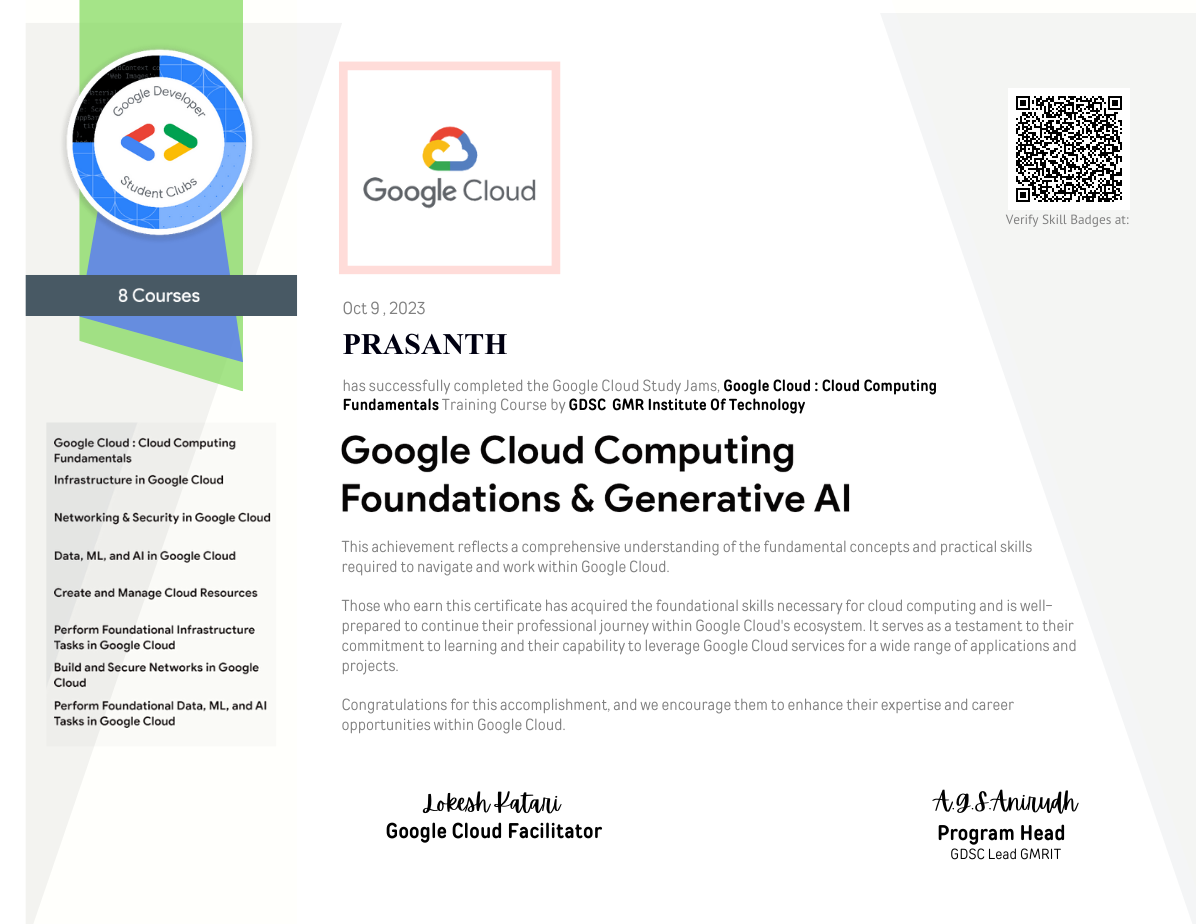 Google Developer
Student Clubs
8 Courses
Google Cloud : Cloud Computing
Fundamentals
Infrastructure in Google Cloud
Networking & Security in Google Cloud
Data, ML, and AI in Google Cloud
Create and Manage Cloud Resources
Perform Foundational Infrastructure
Tasks in Google Cloud
Build and Secure Networks in Google
Cloud
Perform Foundational Data, ML, and AI
Tasks in Google Cloud
Google Cloud
Verify Skill Badges at:
Oct 9 , 2023
PRASANTH
has successfully completed the Google Cloud Study Jams, Google Cloud : Cloud Computing
Fundamentals Training Course by GDSC GMR Institute Of Technology
Google Cloud Computing
Foundations & Generative AI
This achievement reflects a comprehensive understanding of the fundamental concepts and practical skills
required to navigate and work within Google Cloud.
Those who earn this certificate has acquired the foundational skills necessary for cloud computing and is well–
prepared to continue their professional journey within Google Cloud's ecosystem. It serves as a testament to their
commitment to learning and their capability to leverage Google Cloud services for a wide range of applications and
projects.
Congratulations for this accomplishment, and we encourage them to enhance their expertise and career
opportunities within Google Cloud.
Lokesh Katari
Google Cloud Facilitator
A.g.S.Anirudh
Program Head
GDSC Lead GMRIT